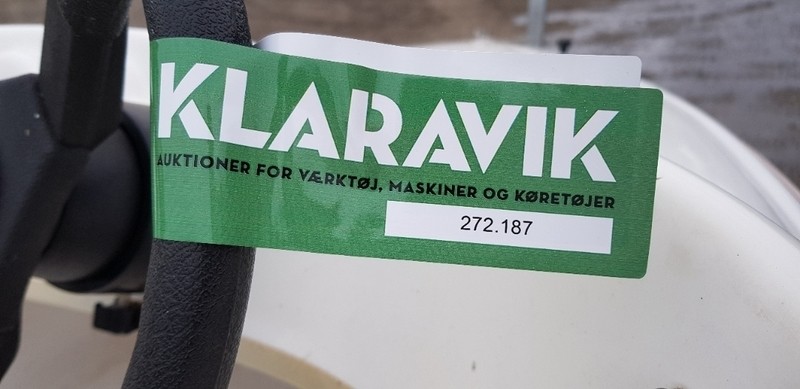 KLARAVIK
AUKTIONER FOR VÆRKTØJ, MASKINER OG KØRETØJER
272.187